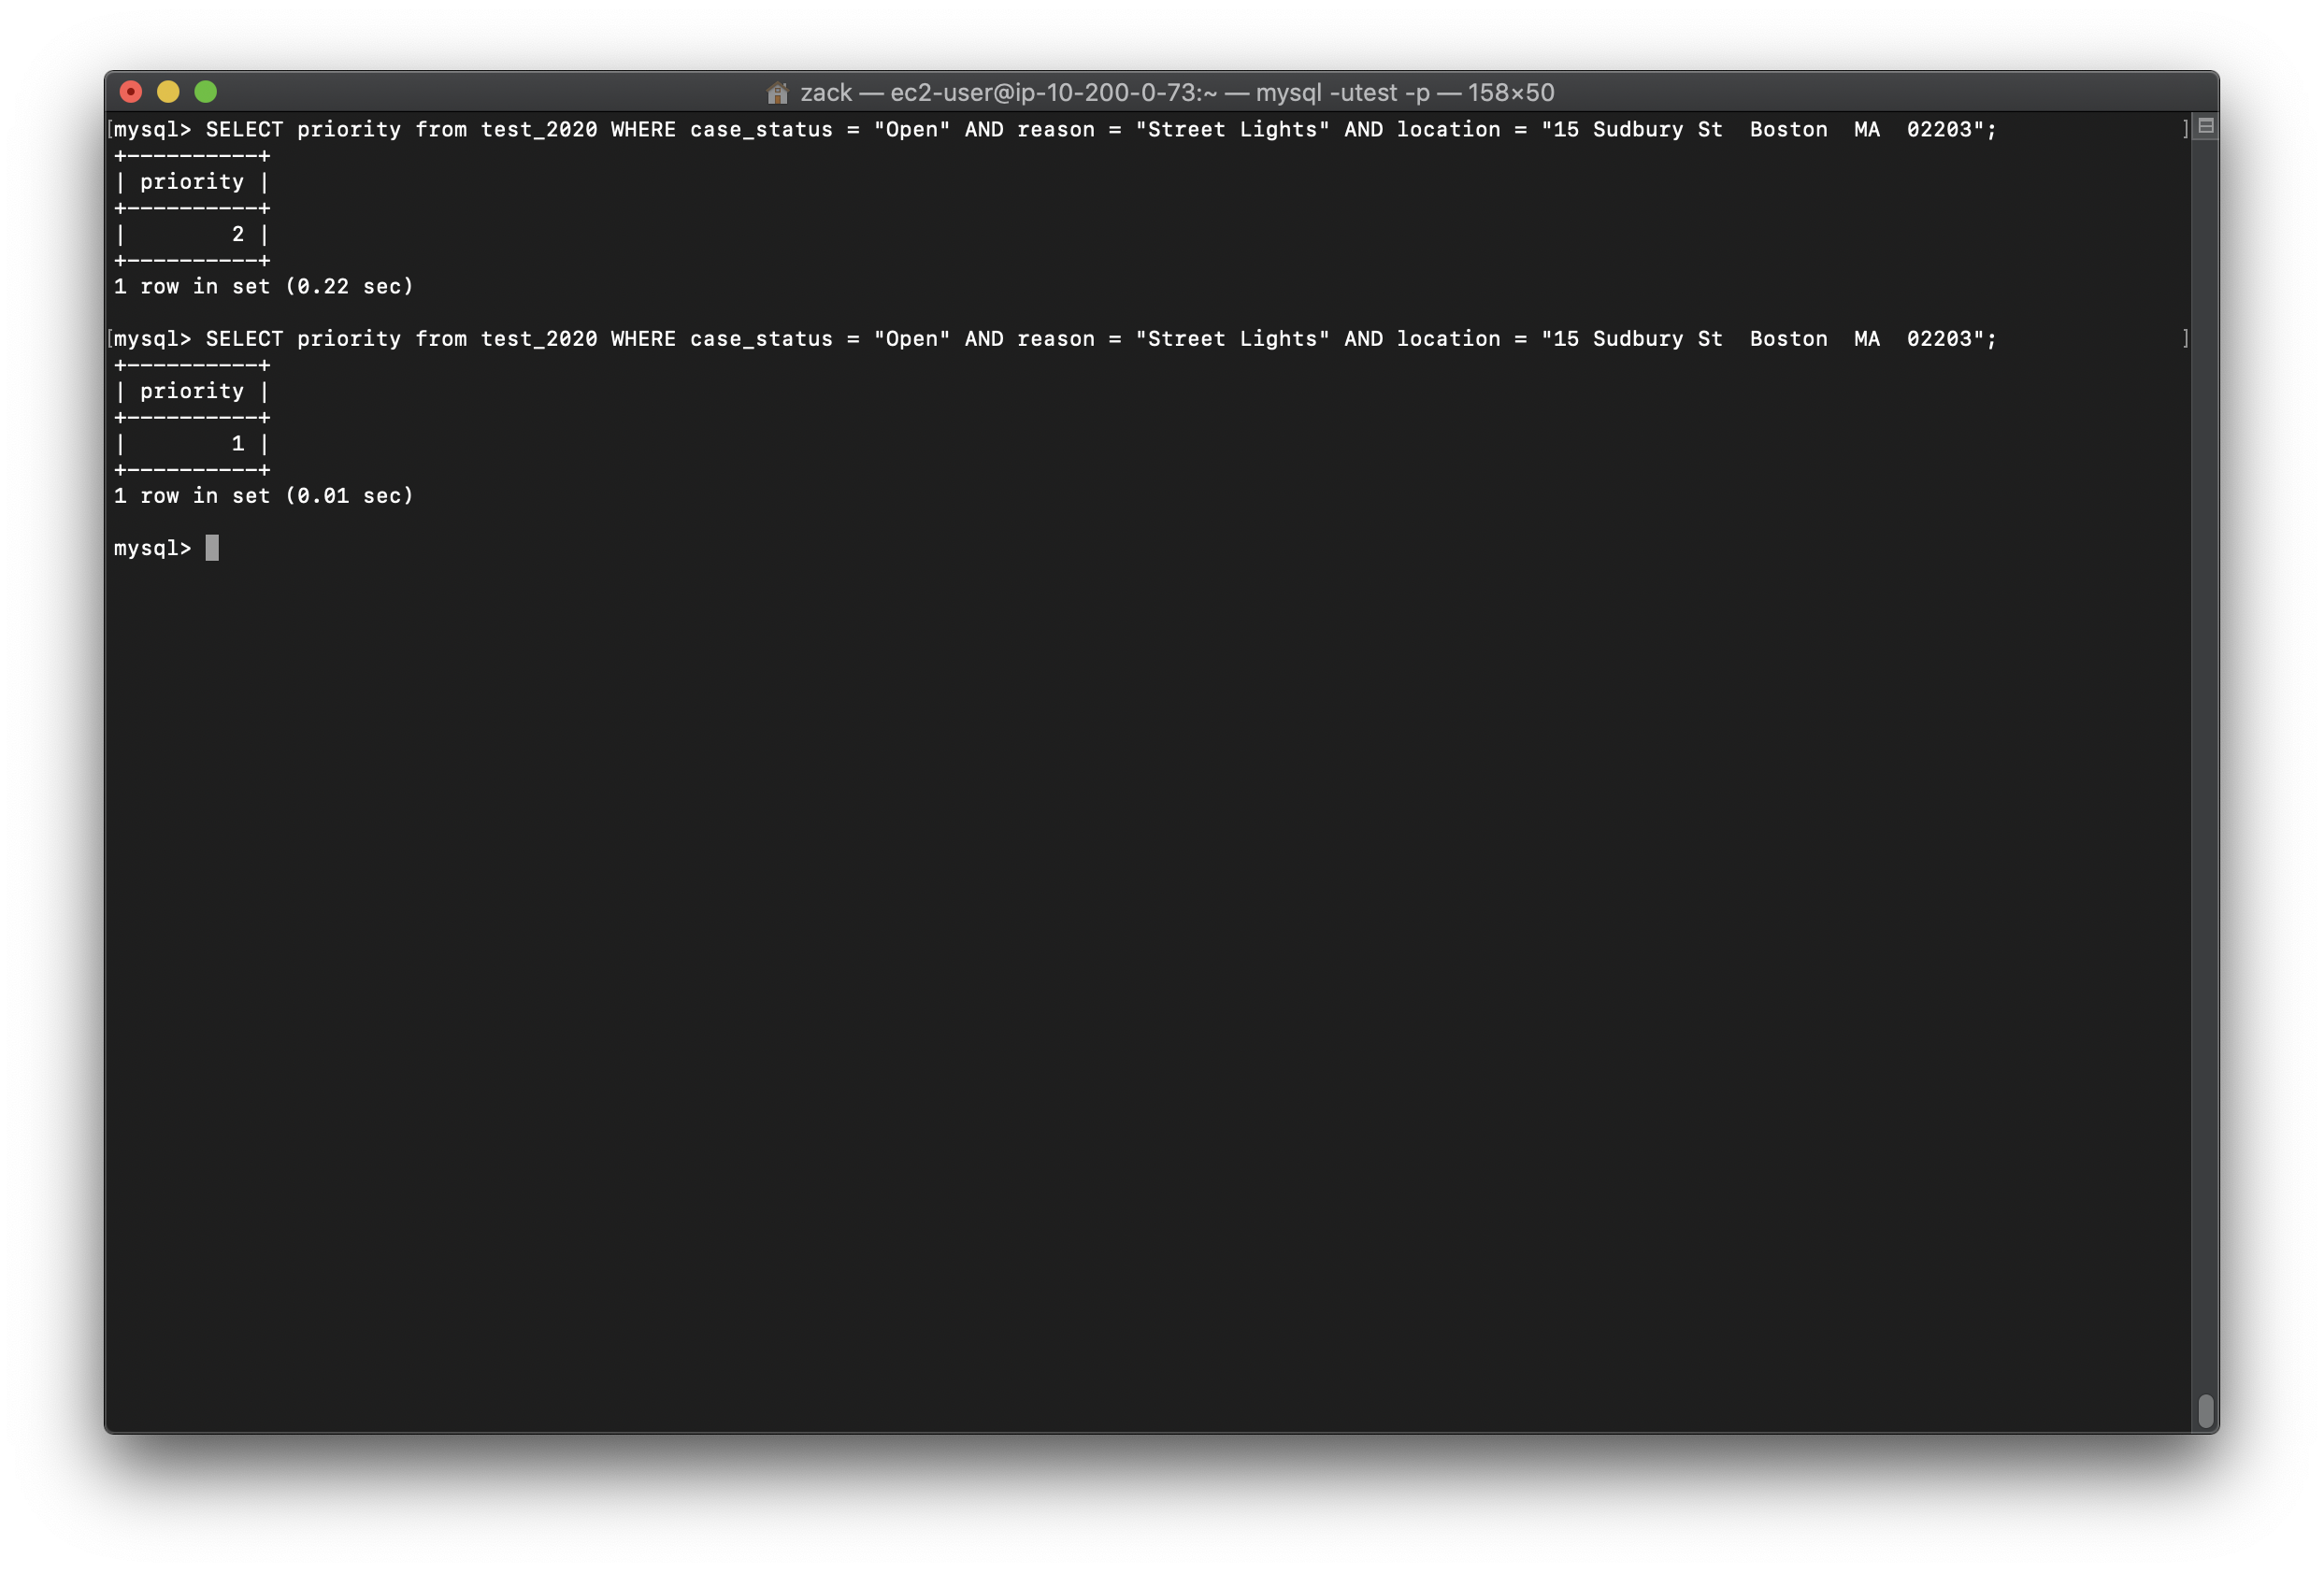 zack — ec2-user@ip-10-200-0-73:~ — mysql -utest -p — 158×50
[mysql> SELECT priority from test_2020 WHERE case_status = "Open" AND reason = "Street Lights" AND location = "15 Sudbury St  Boston  MA  02203"; ]
+----------+
| priority |
+----------+
|        2 |
+----------+
1 row in set (0.22 sec)
[mysql> SELECT priority from test_2020 WHERE case_status = "Open" AND reason = "Street Lights" AND location = "15 Sudbury St  Boston  MA  02203"; ]
+----------+
| priority |
+----------+
|        1 |
+----------+
1 row in set (0.01 sec)
mysql>